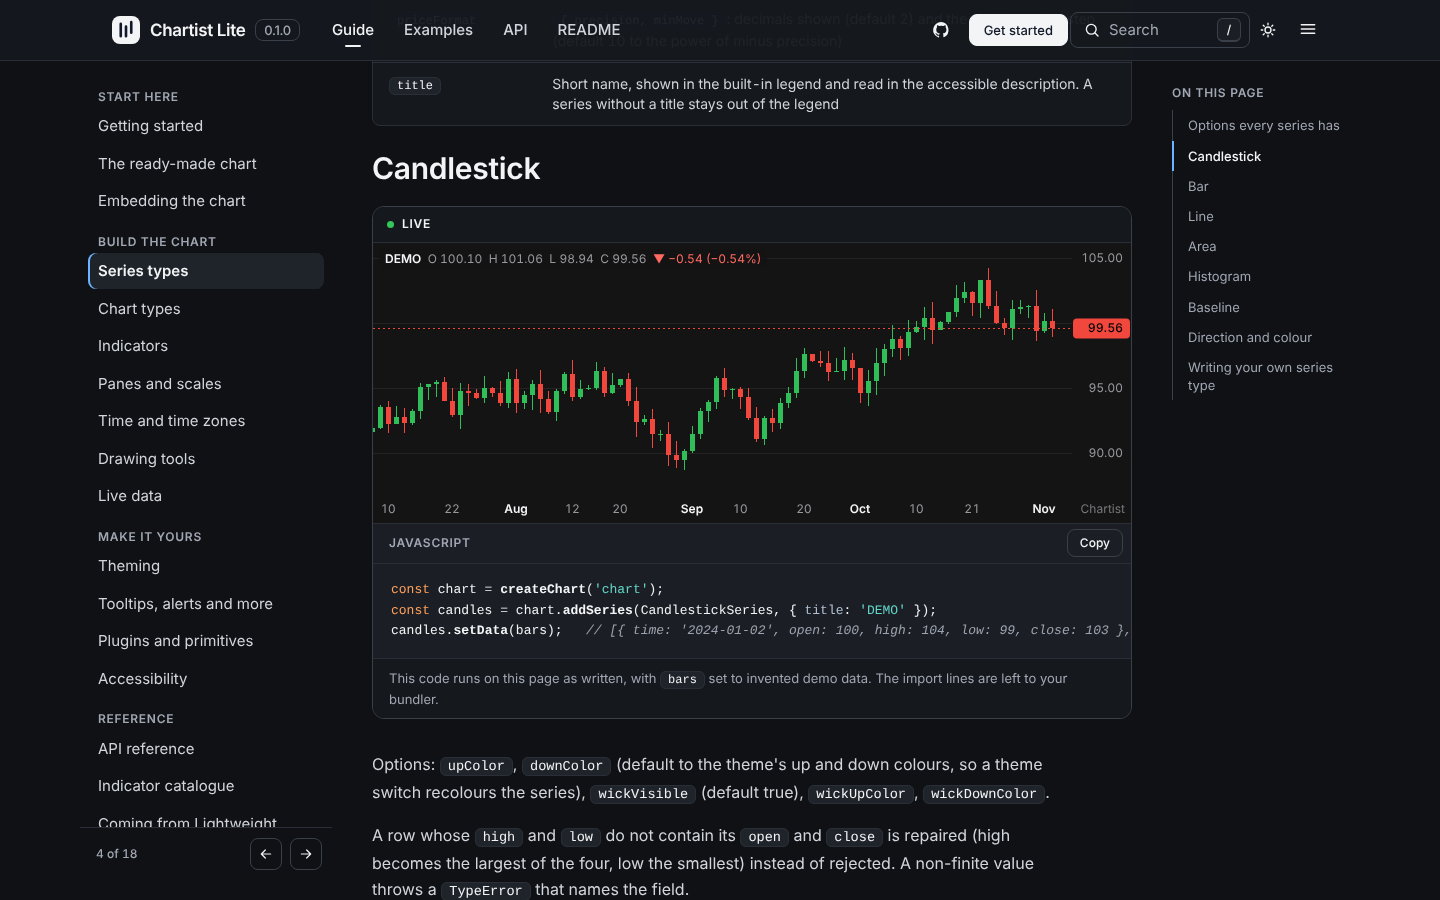 Chartist Lite
0.1.0
Guide
Examples
API
README
Get started
Search
/
START HERE
Getting started
The ready-made chart
Embedding the chart
BUILD THE CHART
Series types
Chart types
Indicators
Panes and scales
Time and time zones
Drawing tools
Live data
MAKE IT YOURS
Theming
Tooltips, alerts and more
Plugins and primitives
Accessibility
REFERENCE
API reference
Indicator catalogue
Coming from Lightweight
4 of 18
title
Short name, shown in the built-in legend and read in the accessible description. A
series without a title stays out of the legend
Candlestick
LIVE
DEMO O 100.10 H 101.06 L 98.94 C 99.56 ▼ −0.54 (−0.54%)
105.00
99.56
95.00
90.00
10 22 Aug 12 20 Sep 10 20 Oct 10 21 Nov
Chartist
JAVASCRIPT
Copy
const chart = createChart('chart');
const candles = chart.addSeries(CandlestickSeries, { title: 'DEMO' });
candles.setData(bars); // [{ time: '2024-01-02', open: 100, high: 104, low: 99, close: 103 },
This code runs on this page as written, with bars set to invented demo data. The import lines are left to your
bundler.
Options: upColor, downColor (default to the theme's up and down colours, so a theme
switch recolours the series), wickVisible (default true), wickUpColor, wickDownColor.
A row whose high and low do not contain its open and close is repaired (high
becomes the largest of the four, low the smallest) instead of rejected. A non-finite value
throws a TypeError that names the field.
ON THIS PAGE
Options every series has
Candlestick
Bar
Line
Area
Histogram
Baseline
Direction and colour
Writing your own series
type